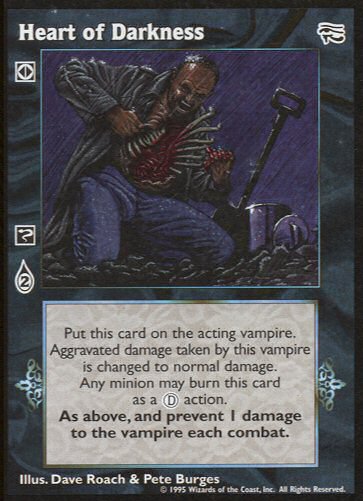 Heart of Darkness
2
Put this card on the acting vampire.
Aggravated damage taken by this vampire
is changed to normal damage.
Any minion may burn this card
as a Ⓓ action.
As above, and prevent 1 damage
to the vampire each combat.
Illus. Dave Roach & Pete Burges
© 1995 Wizards of the Coast, Inc. All Rights Reserved.